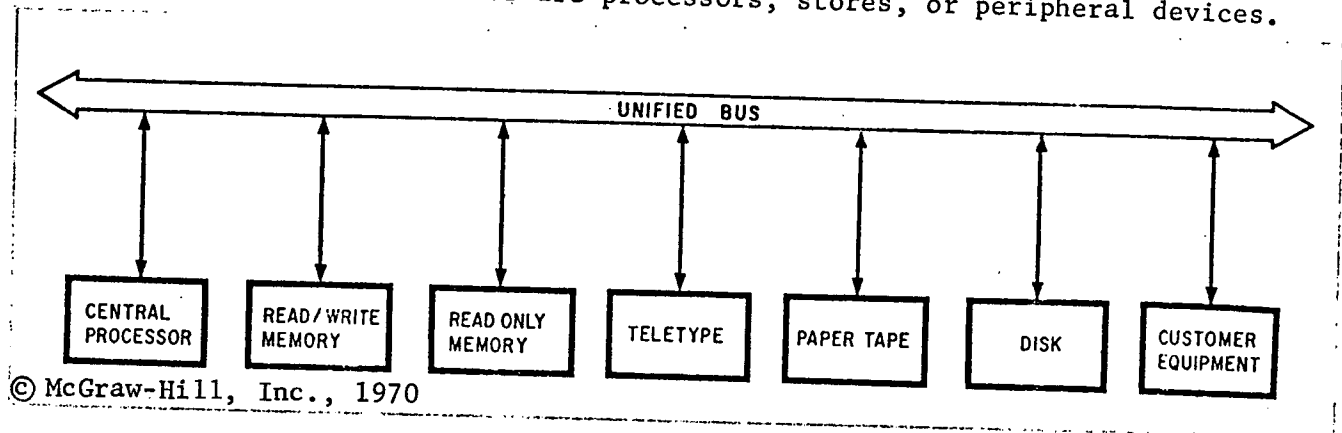 processors, stores, or peripheral devices.
UNIFIED BUS
CENTRAL
PROCESSOR
READ/WRITE
MEMORY
READ ONLY
MEMORY
TELETYPE
PAPER TAPE
DISK
CUSTOMER
EQUIPMENT
© McGraw-Hill, Inc., 1970